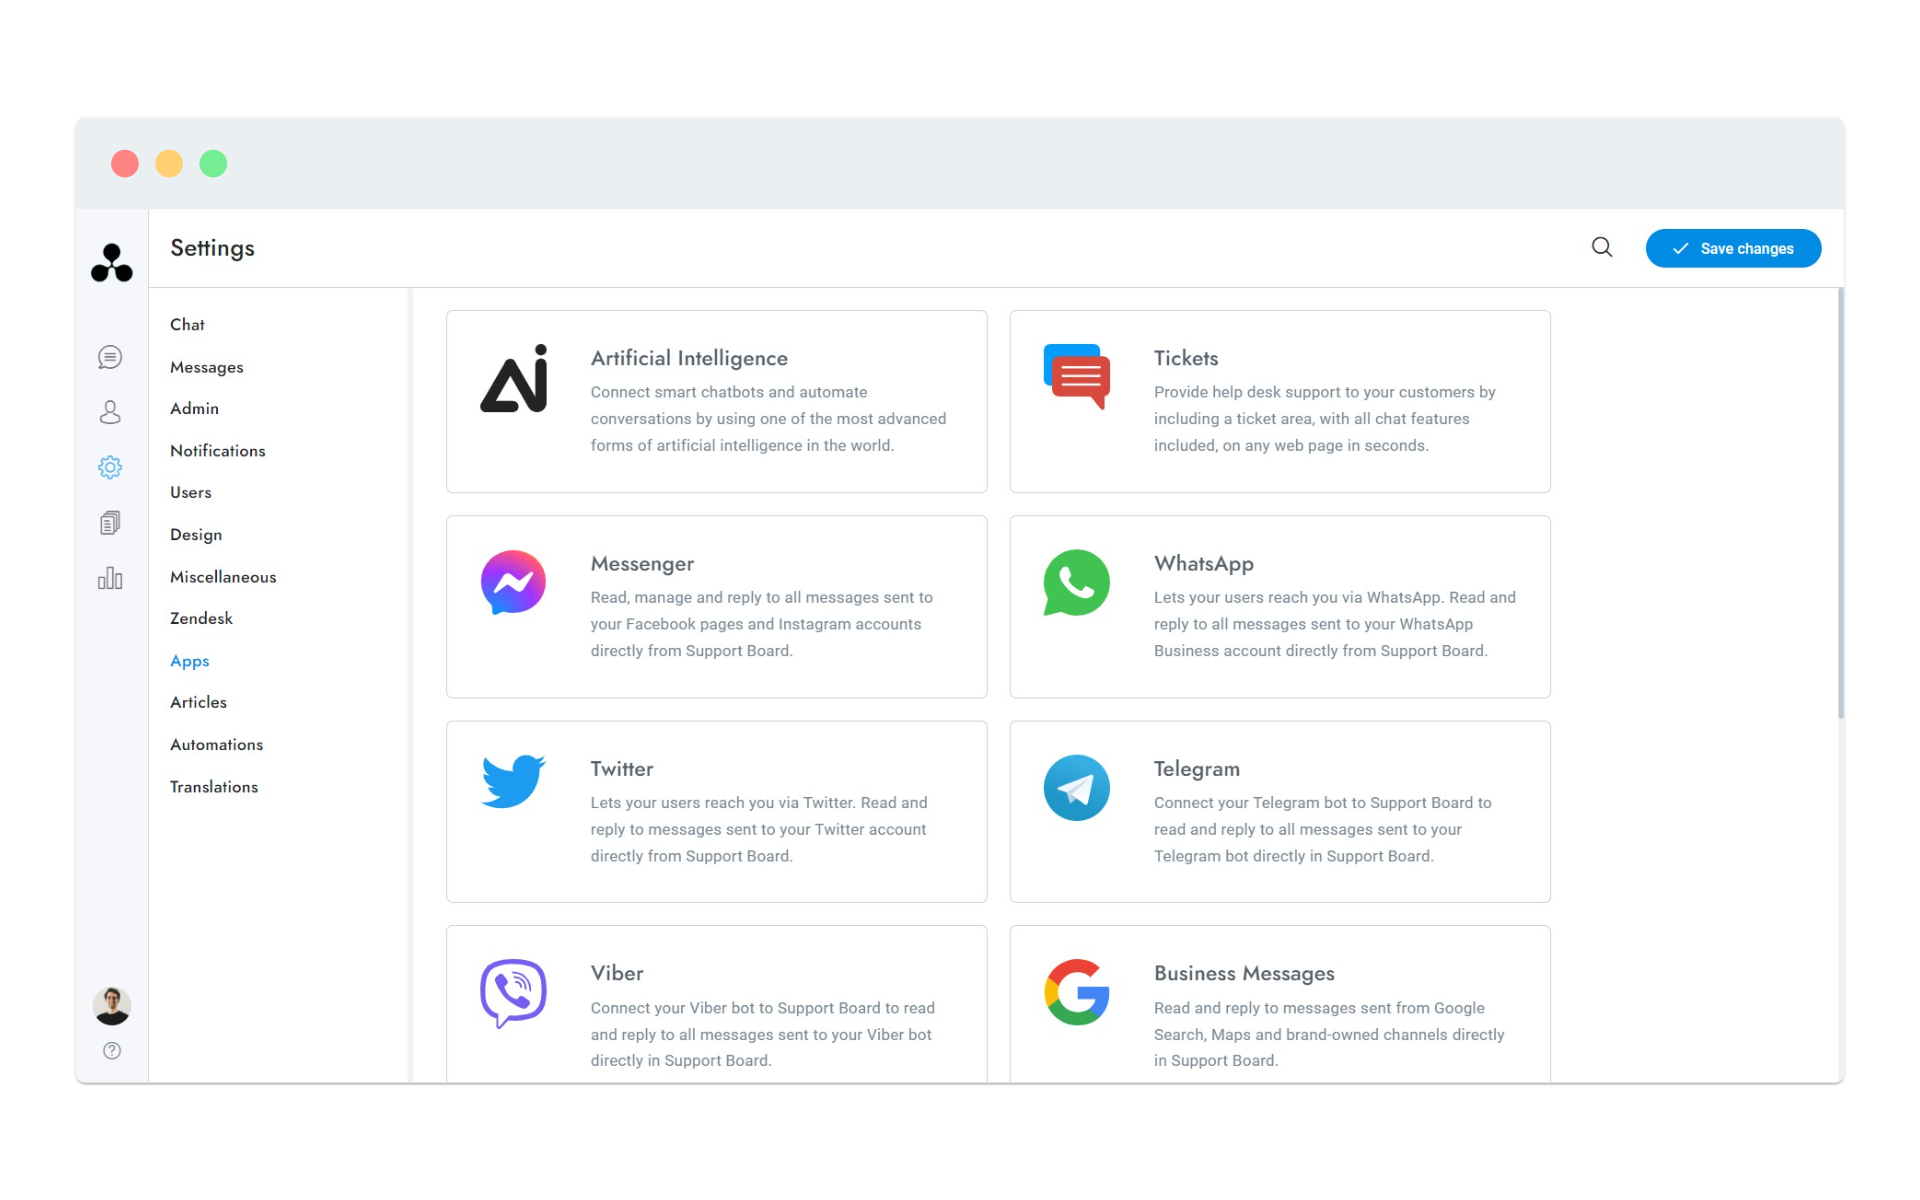 Settings
Save changes
Chat
Messages
Admin
Notifications
Users
Design
Miscellaneous
Zendesk
Apps
Articles
Automations
Translations
Artificial Intelligence
Connect smart chatbots and automate
conversations by using one of the most advanced
forms of artificial intelligence in the world.
Tickets
Provide help desk support to your customers by
including a ticket area, with all chat features
included, on any web page in seconds.
Messenger
Read, manage and reply to all messages sent to
your Facebook pages and Instagram accounts
directly from Support Board.
WhatsApp
Lets your users reach you via WhatsApp. Read and
reply to all messages sent to your WhatsApp
Business account directly from Support Board.
Twitter
Lets your users reach you via Twitter. Read and
reply to messages sent to your Twitter account
directly from Support Board.
Telegram
Connect your Telegram bot to Support Board to
read and reply to all messages sent to your
Telegram bot directly in Support Board.
Viber
Connect your Viber bot to Support Board to read
and reply to all messages sent to your Viber bot
directly in Support Board.
Business Messages
Read and reply to messages sent from Google
Search, Maps and brand-owned channels directly
in Support Board.